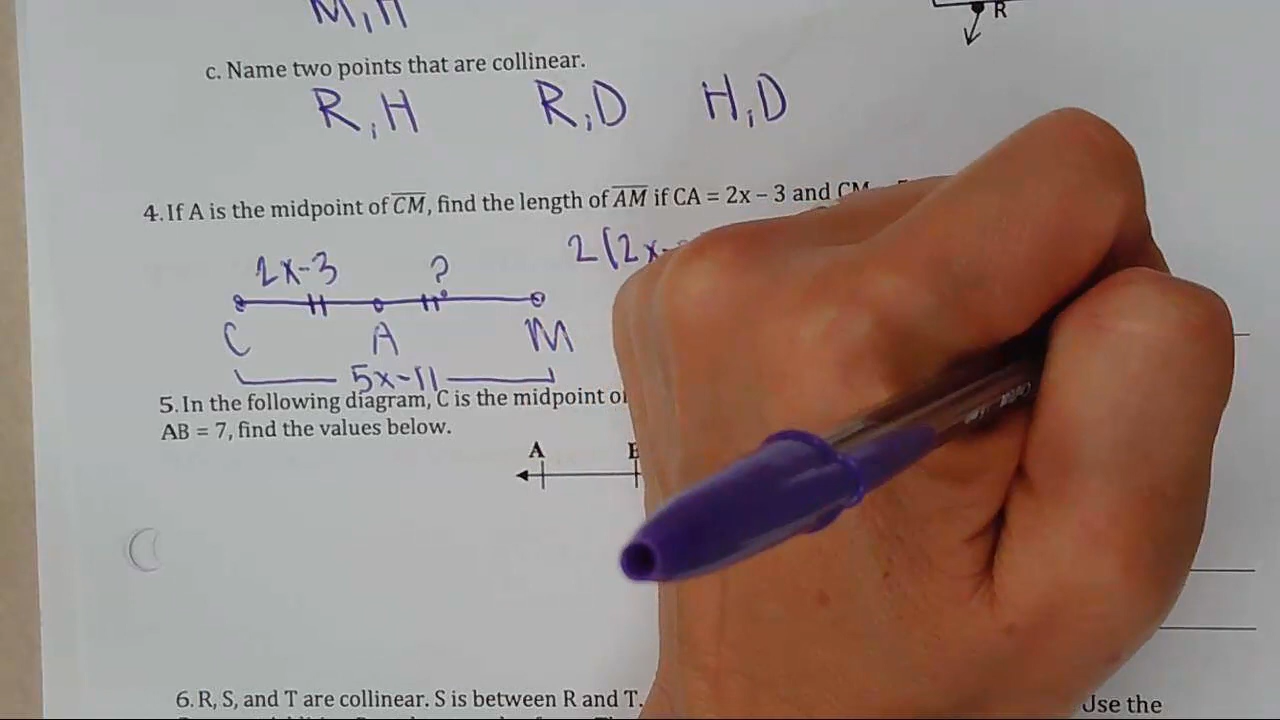 M, H
R
c. Name two points that are collinear.
R, H R, D H, D
4. If A is the midpoint of CM, find the length of AM if CA = 2x – 3 and CM
2x-3 ? 2(2x-
C A M
5x-11
5. In the following diagram, C is the midpoint
AB = 7, find the values below.
A
6. R, S, and T are collinear. S is between R and T. Use the